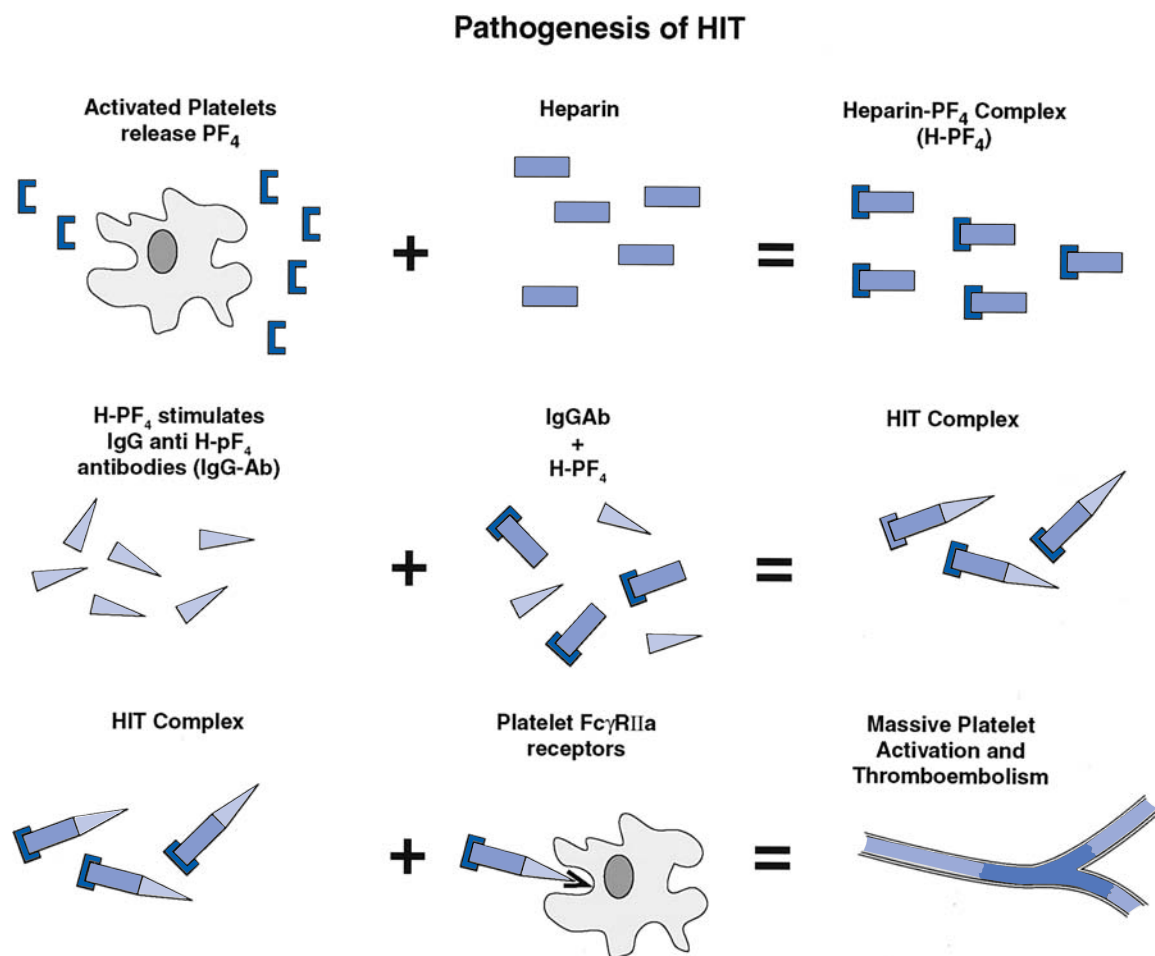 Pathogenesis of HIT
Activated Platelets
release PF₄
Heparin
Heparin-PF₄ Complex
(H-PF₄)
+
=
H-PF₄ stimulates
IgG anti H-pF₄
antibodies (IgG-Ab)
IgGAb
+
H-PF₄
HIT Complex
+
=
HIT Complex
Platelet FcγRIIa
receptors
Massive Platelet
Activation and
Thromboembolism
+
=